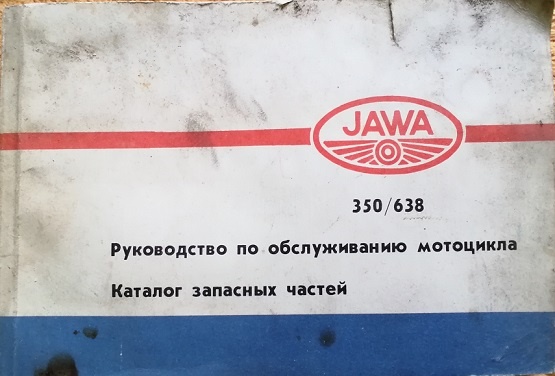 JAWA
350/638
Руководство по обслуживанию мотоцикла
Каталог запасных частей